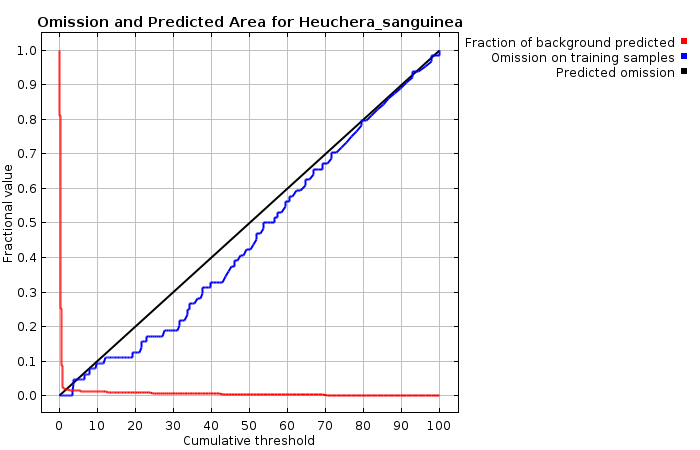 Omission and Predicted Area for Heuchera_sanguinea
Fraction of background predicted
Omission on training samples
Predicted omission
Fractional value
1.0
0.9
0.8
0.7
0.6
0.5
0.4
0.3
0.2
0.1
0.0
0 10 20 30 40 50 60 70 80 90 100
Cumulative threshold